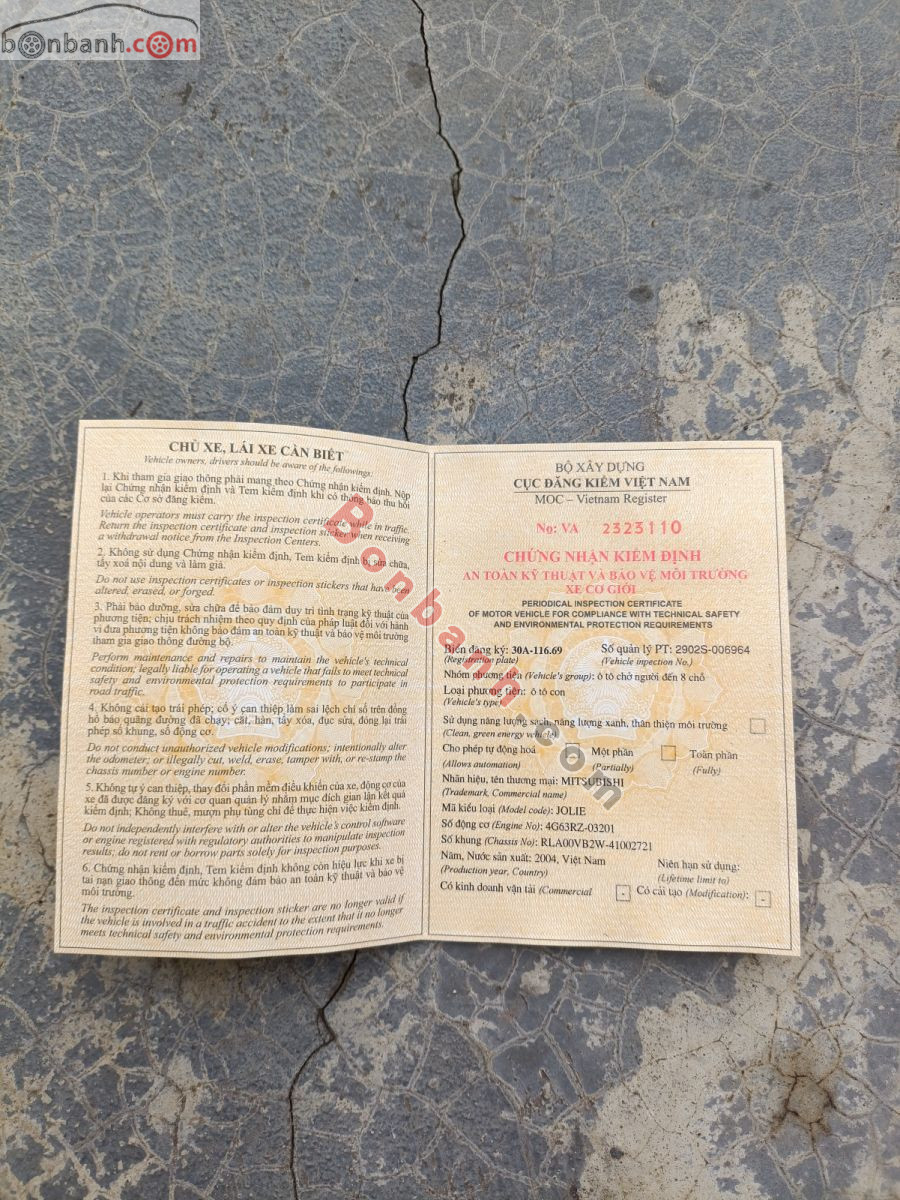 bonbanh.com
CHỦ XE, LÁI XE CẦN BIẾT
Vehicle owners, drivers should be aware of the followings:
1. Khi tham gia giao thông phải mang theo Chứng nhận kiểm định. Nộp
lại Chứng nhận kiểm định và Tem kiểm định khi có thông báo thu hồi
của các Cơ sở đăng kiểm.
Vehicle operators must carry the inspection certificate while in traffic.
Return the inspection certificate and inspection sticker when receiving
a withdrawal notice from the Inspection Centers.
2. Không sử dụng Chứng nhận kiểm định, Tem kiểm định bị sửa chữa,
tẩy xoá nội dung và làm giả.
Do not use inspection certificates or inspection stickers that have been
altered, erased, or forged.
3. Phải bảo dưỡng, sửa chữa để bảo đảm duy trì tình trạng kỹ thuật của
phương tiện; chịu trách nhiệm theo quy định của pháp luật đối với hành
vi đưa phương tiện không bảo đảm an toàn kỹ thuật và bảo vệ môi trường
tham gia giao thông đường bộ.
Perform maintenance and repairs to maintain the vehicle's technical
condition; legally liable for operating a vehicle that fails to meet technical
safety and environmental protection requirements to participate in
road traffic.
4. Không cải tạo trái phép; cố ý can thiệp làm sai lệch chỉ số trên đồng
hồ báo quãng đường đã chạy; cắt, hàn, tẩy xóa, đục sửa, đóng lại trái
phép số khung, số động cơ.
Do not conduct unauthorized vehicle modifications; intentionally alter
the odometer; or illegally cut, weld, erase, tamper with, or re-stamp the
chassis number or engine number.
5. Không tự ý can thiệp, thay đổi phần mềm điều khiển của xe, động cơ của
xe đã được đăng ký với cơ quan quản lý nhằm mục đích gian lận kết quả
kiểm định; Không thuê, mượn phụ tùng chỉ để thực hiện việc kiểm định.
Do not independently interfere with or alter the vehicle's control software
or engine registered with regulatory authorities to manipulate inspection
results; do not rent or borrow parts solely for inspection purposes.
6. Chứng nhận kiểm định, Tem kiểm định không còn hiệu lực khi xe bị
tai nạn giao thông đến mức không đảm bảo an toàn kỹ thuật và bảo vệ
môi trường.
The inspection certificate and inspection sticker are no longer valid if
the vehicle is involved in a traffic accident to the extent that it no longer
meets technical safety and environmental protection requirements.
BỘ XÂY DỰNG
CỤC ĐĂNG KIỂM VIỆT NAM
MOC – Vietnam Register
No: VA 2323110
CHỨNG NHẬN KIỂM ĐỊNH
AN TOÀN KỸ THUẬT VÀ BẢO VỆ MÔI TRƯỜNG
XE CƠ GIỚI
PERIODICAL INSPECTION CERTIFICATE
OF MOTOR VEHICLE FOR COMPLIANCE WITH TECHNICAL SAFETY
AND ENVIRONMENTAL PROTECTION REQUIREMENTS
Biển đăng ký: 30A-116.69 Số quản lý PT: 2902S-006964
(Registration plate) (Vehicle inpection No.)
Nhóm phương tiện (Vehicle's group): ô tô chở người đến 8 chỗ
Loại phương tiện: ô tô con
(Vehicle's type)
Sử dụng năng lượng sạch, năng lượng xanh, thân thiện môi trường
(Clean, green energy vehicle)
Cho phép tự động hoá Một phần Toàn phần
(Allows automation) (Partially) (Fully)
Nhãn hiệu, tên thương mại: MITSUBISHI
(Trademark, Commercial name)
Mã kiểu loại (Model code): JOLIE
Số động cơ (Engine No): 4G63RZ-03201
Số khung (Chassis No): RLA00VB2W-41002721
Năm, Nước sản xuất: 2004, Việt Nam Niên hạn sử dụng:
(Production year, Country) (Lifetime limit to)
Có kinh doanh vận tải (Commercial - Có cải tạo (Modification): -
Bonbanh.com